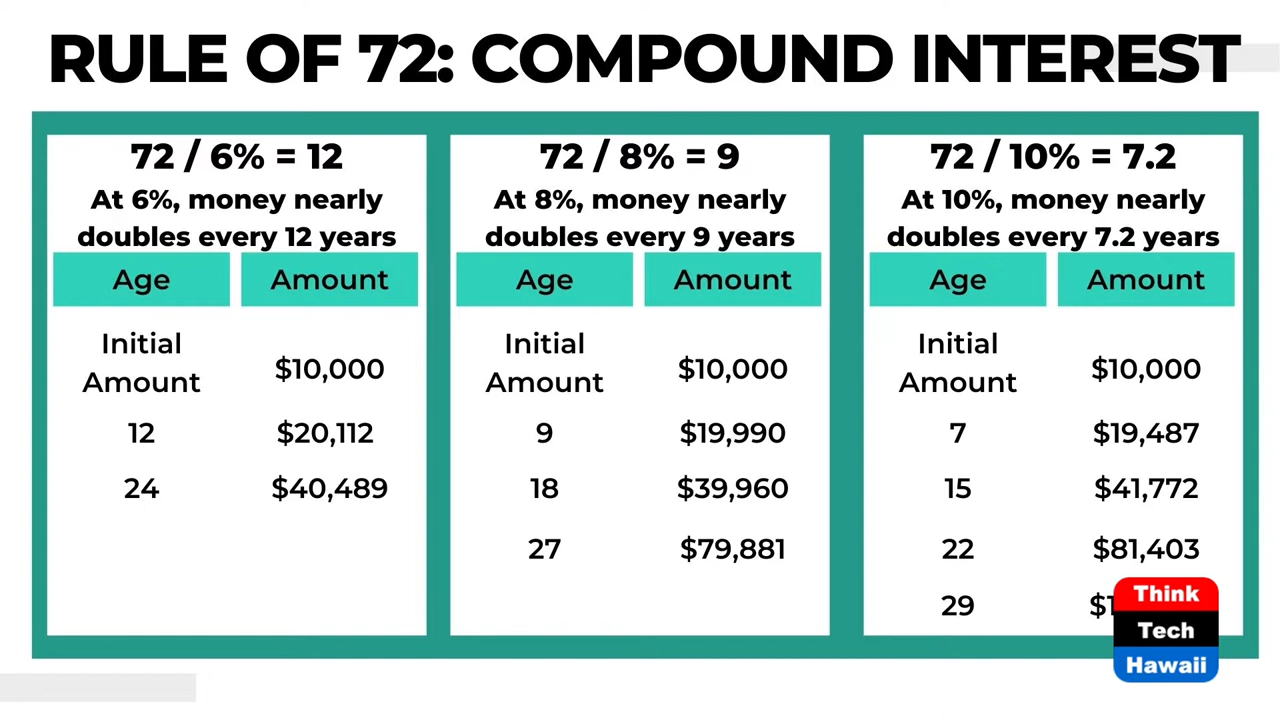 RULE OF 72: COMPOUND INTEREST
72 / 6% = 12
At 6%, money nearly
doubles every 12 years
Age Amount
Initial
Amount
$10,000
12 $20,112
24 $40,489
72 / 8% = 9
At 8%, money nearly
doubles every 9 years
Age Amount
Initial
Amount
$10,000
9 $19,990
18 $39,960
27 $79,881
72 / 10% = 7.2
At 10%, money nearly
doubles every 7.2 years
Age Amount
Initial
Amount
$10,000
7 $19,487
15 $41,772
22 $81,403
29
Think
Tech
Hawaii